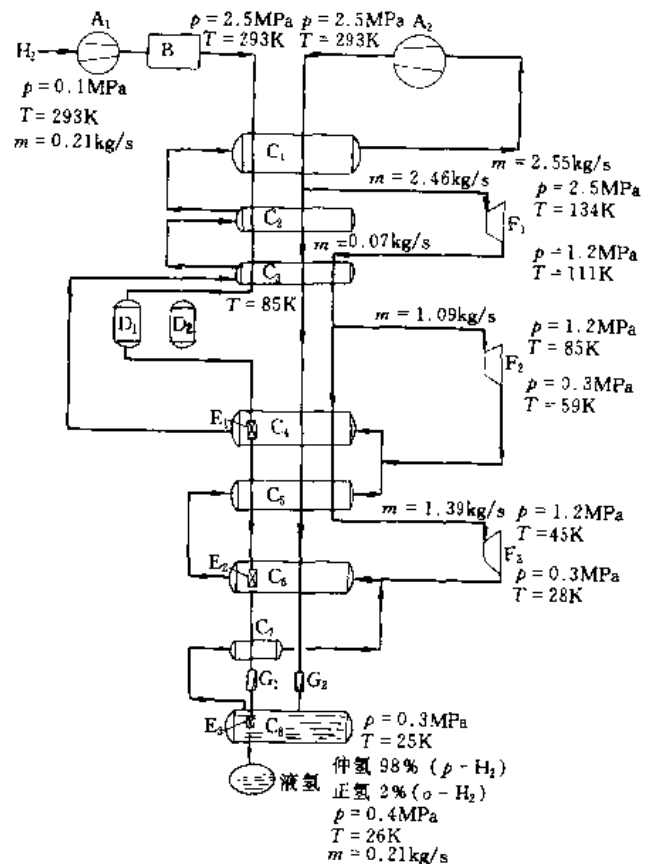 A₁
p = 2.5MPa
T = 293K
p = 2.5MPa
T = 293K
A₂
H₂
B
p = 0.1MPa
T = 293K
m = 0.21kg/s
C₁
m = 2.55kg/s
m = 2.46kg/s
p = 2.5MPa
T = 134K
C₂
F₁
m=0.07kg/s
C₃
p = 1.2MPa
T = 111K
T = 85K
D₁
D₂
m = 1.09kg/s
p = 1.2MPa
T = 85K
F₂
p = 0.3MPa
T = 59K
E₁
C₄
C₅
m = 1.39kg/s
p = 1.2MPa
T = 45K
F₃
E₂
C₆
p = 0.3MPa
T = 28K
C₇
G₁
G₂
E₃
C₈
p = 0.3MPa
T = 25K
液氢
仲氢 98% (p-H₂)
正氢 2% (o-H₂)
p = 0.4MPa
T = 26K
m = 0.21kg/s